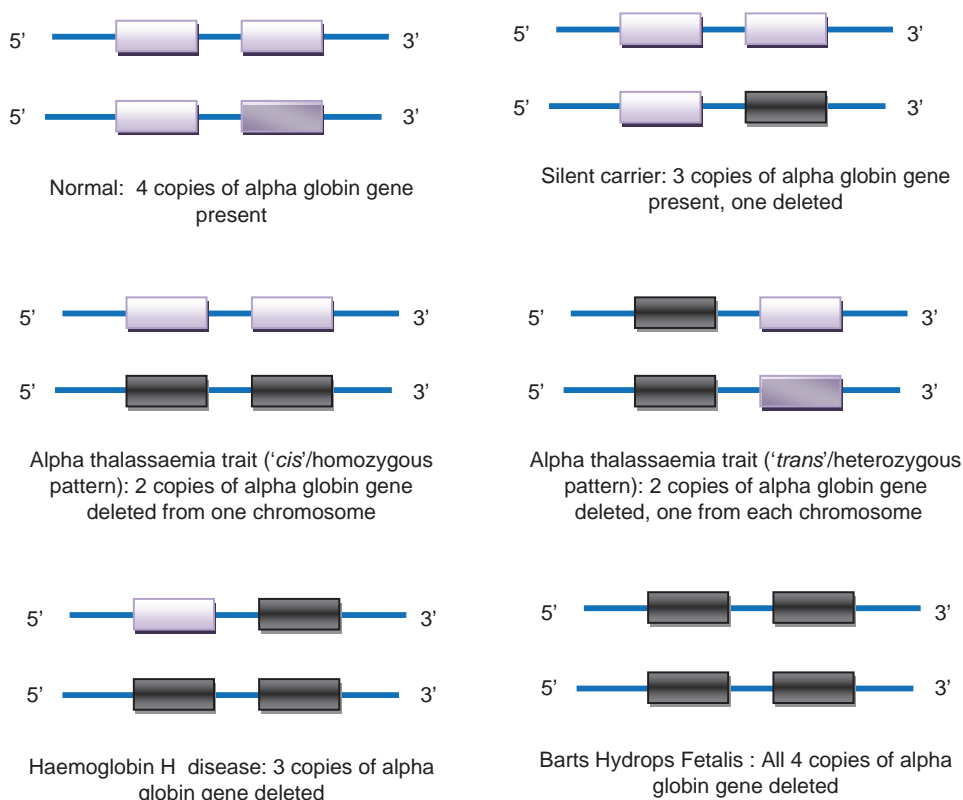 5’ 3’
5’ 3’
Normal: 4 copies of alpha globin gene
present
5’ 3’
5’ 3’
Silent carrier: 3 copies of alpha globin gene
present, one deleted
5’ 3’
5’ 3’
Alpha thalassaemia trait (‘cis’/homozygous
pattern): 2 copies of alpha globin gene
deleted from one chromosome
5’ 3’
5’ 3’
Alpha thalassaemia trait (‘trans’/heterozygous
pattern): 2 copies of alpha globin gene
deleted, one from each chromosome
5’ 3’
5’ 3’
Haemoglobin H disease: 3 copies of alpha
globin gene deleted
5’ 3’
5’ 3’
Barts Hydrops Fetalis : All 4 copies of alpha
globin gene deleted